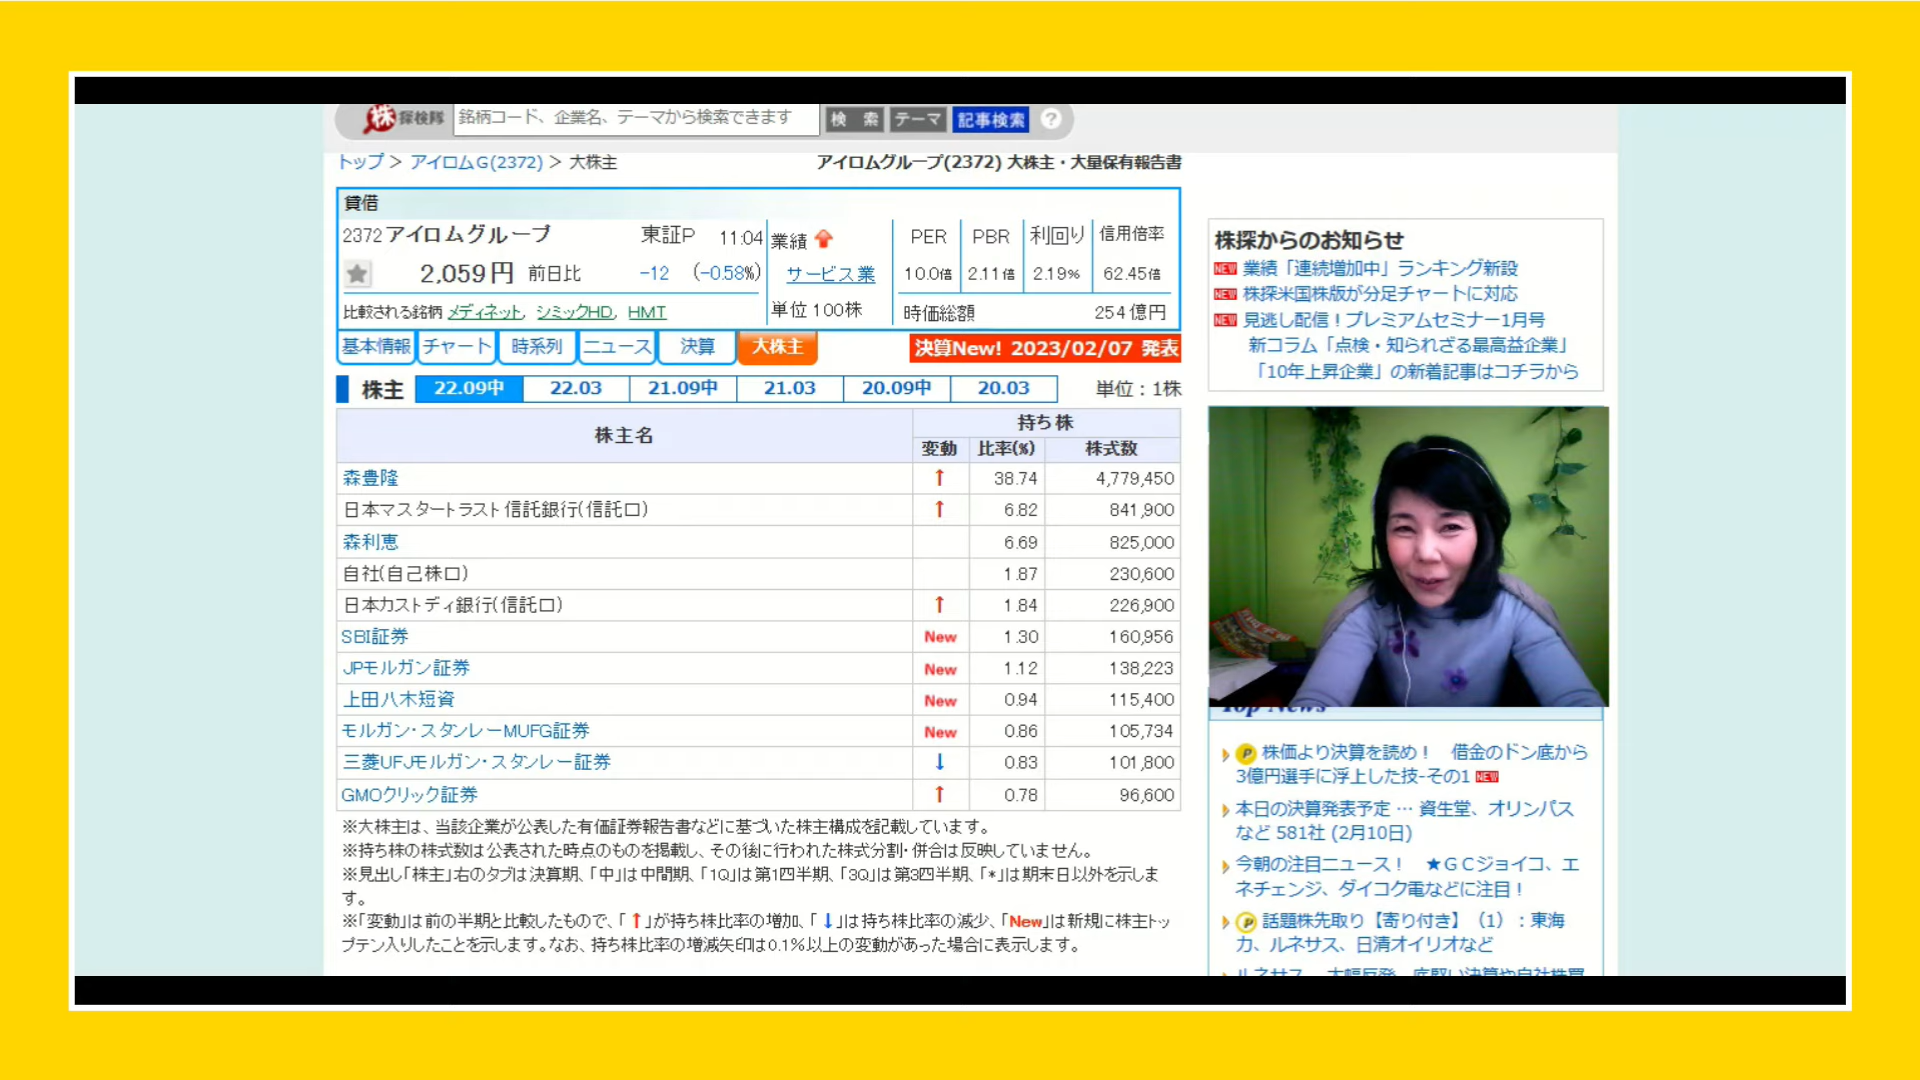 株探検隊 銘柄コード、企業名、テーマから検索できます 検 索 テーマ 記事検索 ?
トップ > アイロムG(2372) > 大株主 アイロムグループ(2372) 大株主・大量保有報告書
貸借
2372 アイロムグループ 東証P 11:04 業績 PER PBR 利回り 信用倍率
2,059円 前日比 -12 (-0.58%) サービス業 10.0倍 2.11倍 2.19% 62.45倍
比較される銘柄 メディネット, シミックHD, HMT 単位 100株 時価総額 254億円
基本情報 チャート 時系列 ニュース 決算 大株主 決算New! 2023/02/07 発表
株主 22.09中 22.03 21.09中 21.03 20.09中 20.03 単位：1株
株主名 持ち株
変動 比率(%) 株式数
森豊隆 ↑ 38.74 4,779,450
日本マスタートラスト信託銀行(信託口) ↑ 6.82 841,900
森利恵 6.69 825,000
自社(自己株口) 1.87 230,600
日本カストディ銀行(信託口) ↑ 1.84 226,900
SBI証券 New 1.30 160,956
JPモルガン証券 New 1.12 138,223
上田八木短資 New 0.94 115,400
モルガン・スタンレーMUFG証券 New 0.86 105,734
三菱UFJモルガン・スタンレー証券 ↓ 0.83 101,800
GMOクリック証券 ↑ 0.78 96,600
※大株主は、当該企業が公表した有価証券報告書などに基づいた株主構成を記載しています。
※持ち株の株式数は公表された時点のものを掲載し、その後に行われた株式分割・併合は反映していません。
※見出し「株主」右のタブは決算期、「中」は中間期、「1Q」は第1四半期、「3Q」は第3四半期、「*」は期末日以外を示しま
す。
※「変動」は前の半期と比較したもので、「↑」が持ち株比率の増加、「↓」は持ち株比率の減少、「New」は新規に株主トッ
プテン入りしたことを示します。なお、持ち株比率の増減矢印は0.1％以上の変動があった場合に表示します。
株探からのお知らせ
NEW 業績「連続増加中」ランキング新設
NEW 株探米国株版が分足チャートに対応
NEW 見逃し配信！プレミアムセミナー1月号
新コラム「点検・知られざる最高益企業」
「10年上昇企業」の新着記事はコチラから
Top News
P 株価より決算を読め！ 借金のドン底から
3億円選手に浮上した技-その1 NEW
本日の決算発表予定 … 資生堂、オリンパス
など 581社 (2月10日)
今朝の注目ニュース！ ★ＧＣジョイコ、エ
ネチェンジ、ダイコク電などに注目！
P 話題株先取り【寄り付き】（1）：東海
カ、ルネサス、日清オイリオなど
ルネサス 大幅反発 底堅い決算や自社株買